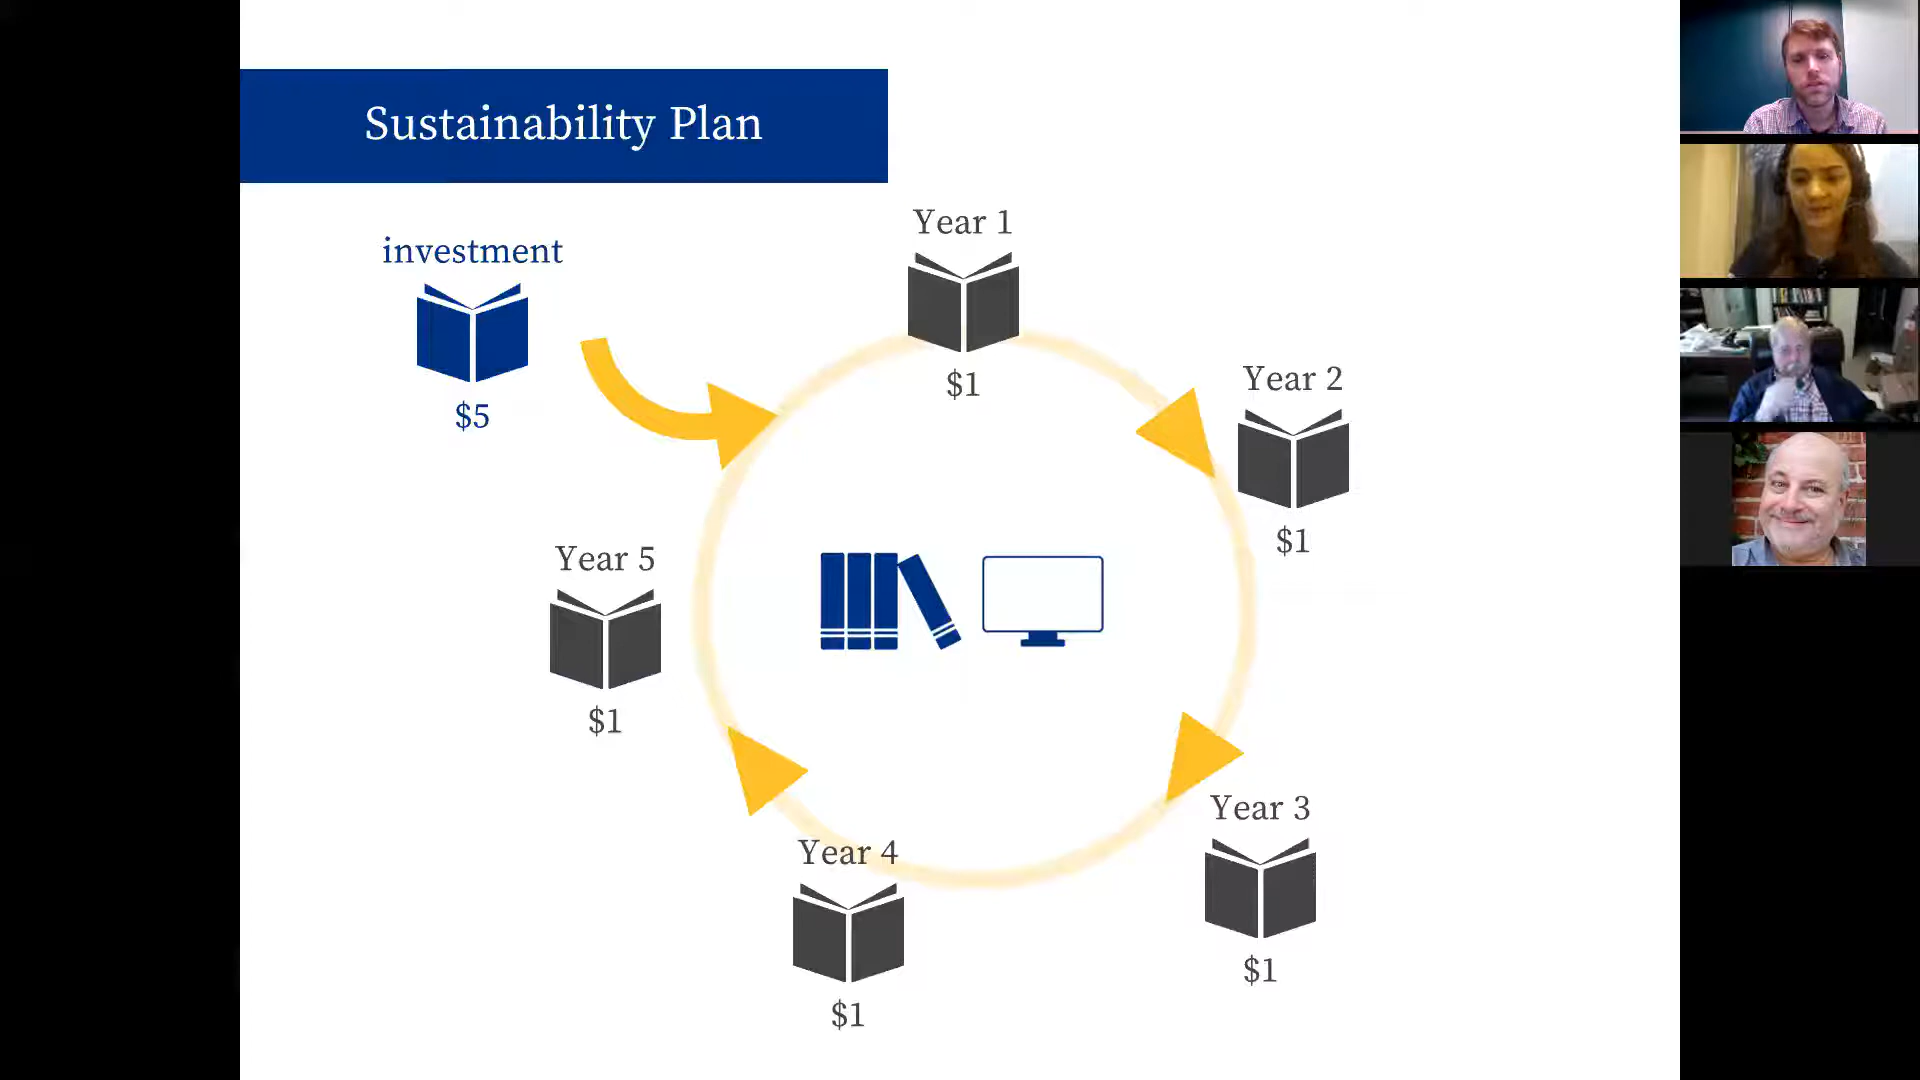 Sustainability Plan
investment
$5
Year 1
$1
Year 2
$1
Year 3
$1
Year 4
$1
Year 5
$1